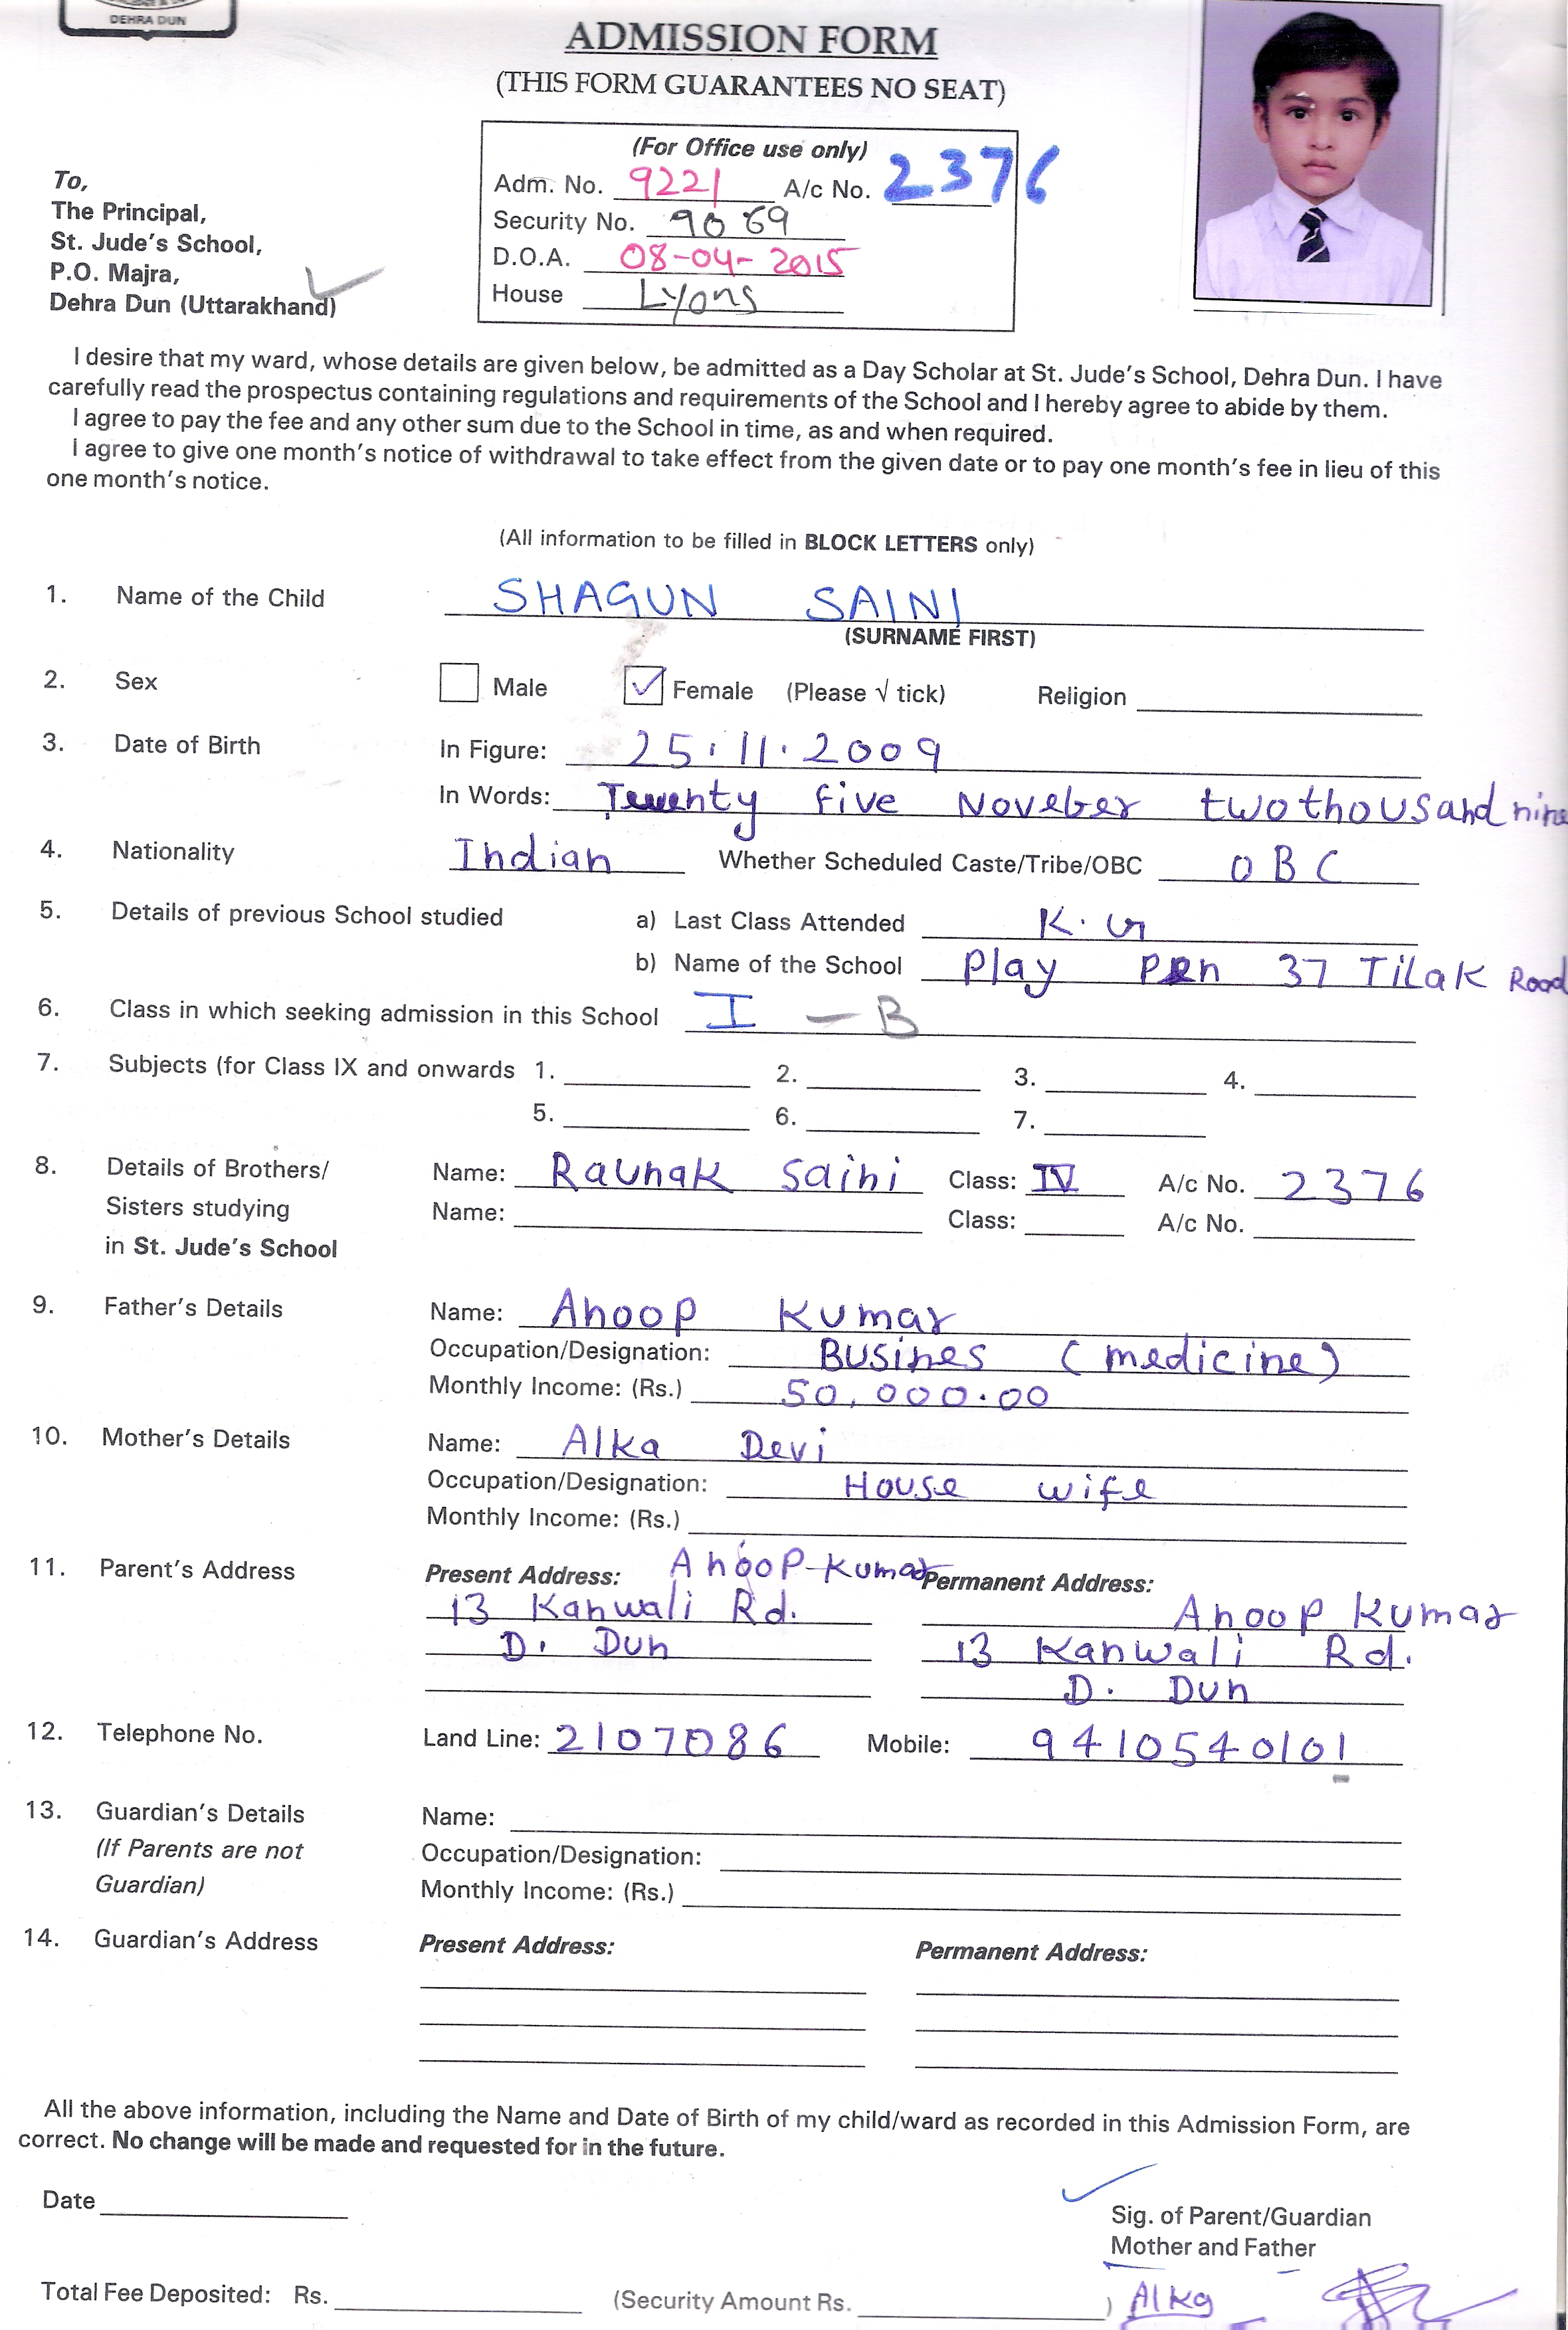 DEHRA DUN
ADMISSION FORM
(THIS FORM GUARANTEES NO SEAT)
(For Office use only)
Adm. No. 9221 A/c No. 2376
Security No. 9069
D.O.A. 08-04-2015
House Lyons
To,
The Principal,
St. Jude's School,
P.O. Majra,
Dehra Dun (Uttarakhand)
I desire that my ward, whose details are given below, be admitted as a Day Scholar at St. Jude's School, Dehra Dun. I have
carefully read the prospectus containing regulations and requirements of the School and I hereby agree to abide by them.
I agree to pay the fee and any other sum due to the School in time, as and when required.
I agree to give one month's notice of withdrawal to take effect from the given date or to pay one month's fee in lieu of this
one month's notice.
(All information to be filled in BLOCK LETTERS only)
1. Name of the Child SHAGUN SAINI
(SURNAME FIRST)
2. Sex Male Female (Please √ tick) Religion
3. Date of Birth In Figure: 25.11.2009
In Words: Twenty five Noveber two thousand nine
4. Nationality Indian Whether Scheduled Caste/Tribe/OBC OBC
5. Details of previous School studied a) Last Class Attended K.G
b) Name of the School Play Pen 37 Tilak Road
6. Class in which seeking admission in this School I - B
7. Subjects (for Class IX and onwards 1. 2. 3. 4.
5. 6. 7.
8. Details of Brothers/ Name: Raunak Saini Class: IV A/c No. 2376
Sisters studying Name: Class: A/c No.
in St. Jude's School
9. Father's Details Name: Anoop Kumar
Occupation/Designation: Busines (medicine)
Monthly Income: (Rs.) 50,000.00
10. Mother's Details Name: Alka Devi
Occupation/Designation: House wife
Monthly Income: (Rs.)
11. Parent's Address Present Address: Anoop Kumar Permanent Address:
13 Kanwali Rd. Anoop Kumar
D. Dun 13 Kanwali Rd.
D. Dun
12. Telephone No. Land Line: 2107086 Mobile: 9410540101
13. Guardian's Details Name:
(If Parents are not Occupation/Designation:
Guardian) Monthly Income: (Rs.)
14. Guardian's Address Present Address: Permanent Address:
All the above information, including the Name and Date of Birth of my child/ward as recorded in this Admission Form, are
correct. No change will be made and requested for in the future.
Date
Sig. of Parent/Guardian
Mother and Father
Total Fee Deposited: Rs. (Security Amount Rs. ) Alka